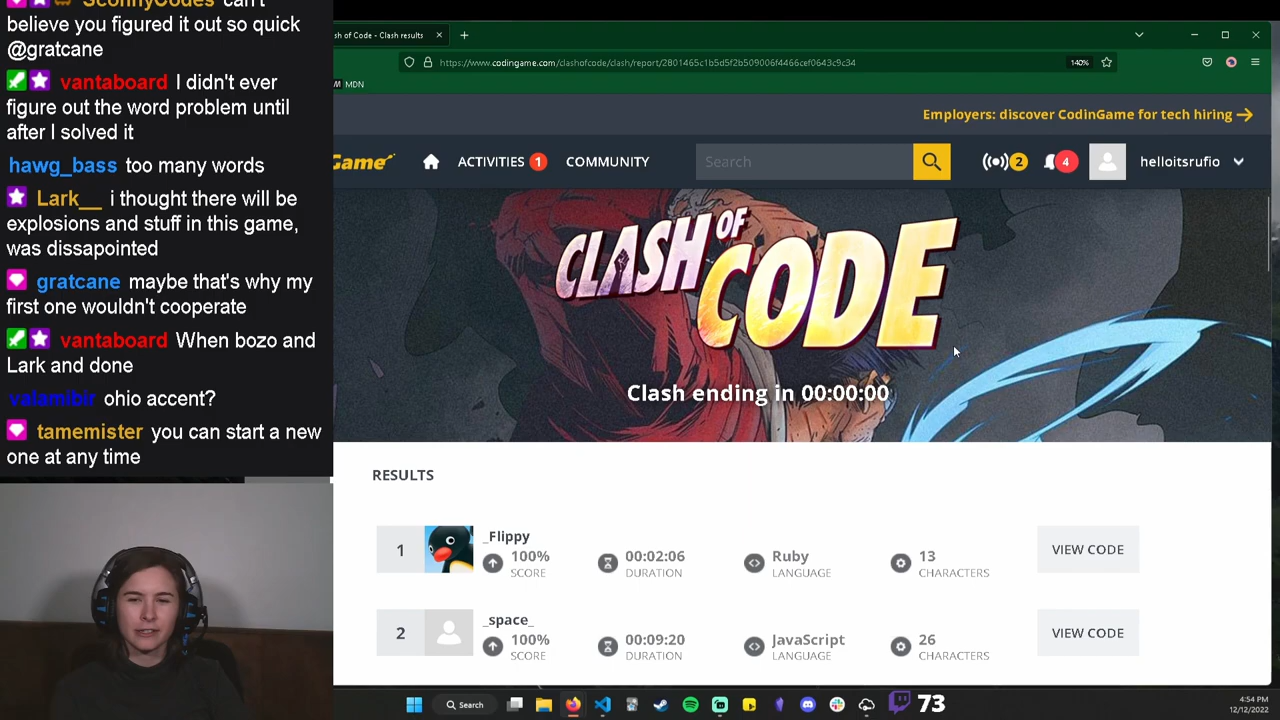 SconnyCodes can't
believe you figured it out so quick
@gratcane
vantaboard I didn't ever
figure out the word problem until
after I solved it
hawg_bass too many words
Lark__ i thought there will be
explosions and stuff in this game,
was dissapointed
gratcane maybe that's why my
first one wouldn't cooperate
vantaboard When bozo and
Lark and done
valamibir ohio accent?
tamemister you can start a new
one at any time
sh of Code - Clash results
https://www.codingame.com/clashofcode/clash/report/2801465c1b5d5f2b509006f4466cef0643c9c34
140%
MDN
Employers: discover CodinGame for tech hiring
Game
ACTIVITIES 1
COMMUNITY
Search
2
4
helloitsrufio
CLASH OF CODE
Clash ending in 00:00:00
RESULTS
1
_Flippy
100%
SCORE
00:02:06
DURATION
Ruby
LANGUAGE
13
CHARACTERS
VIEW CODE
2
_space_
100%
SCORE
00:09:20
DURATION
JavaScript
LANGUAGE
26
CHARACTERS
VIEW CODE
Search
73
4:54 PM
12/12/2022